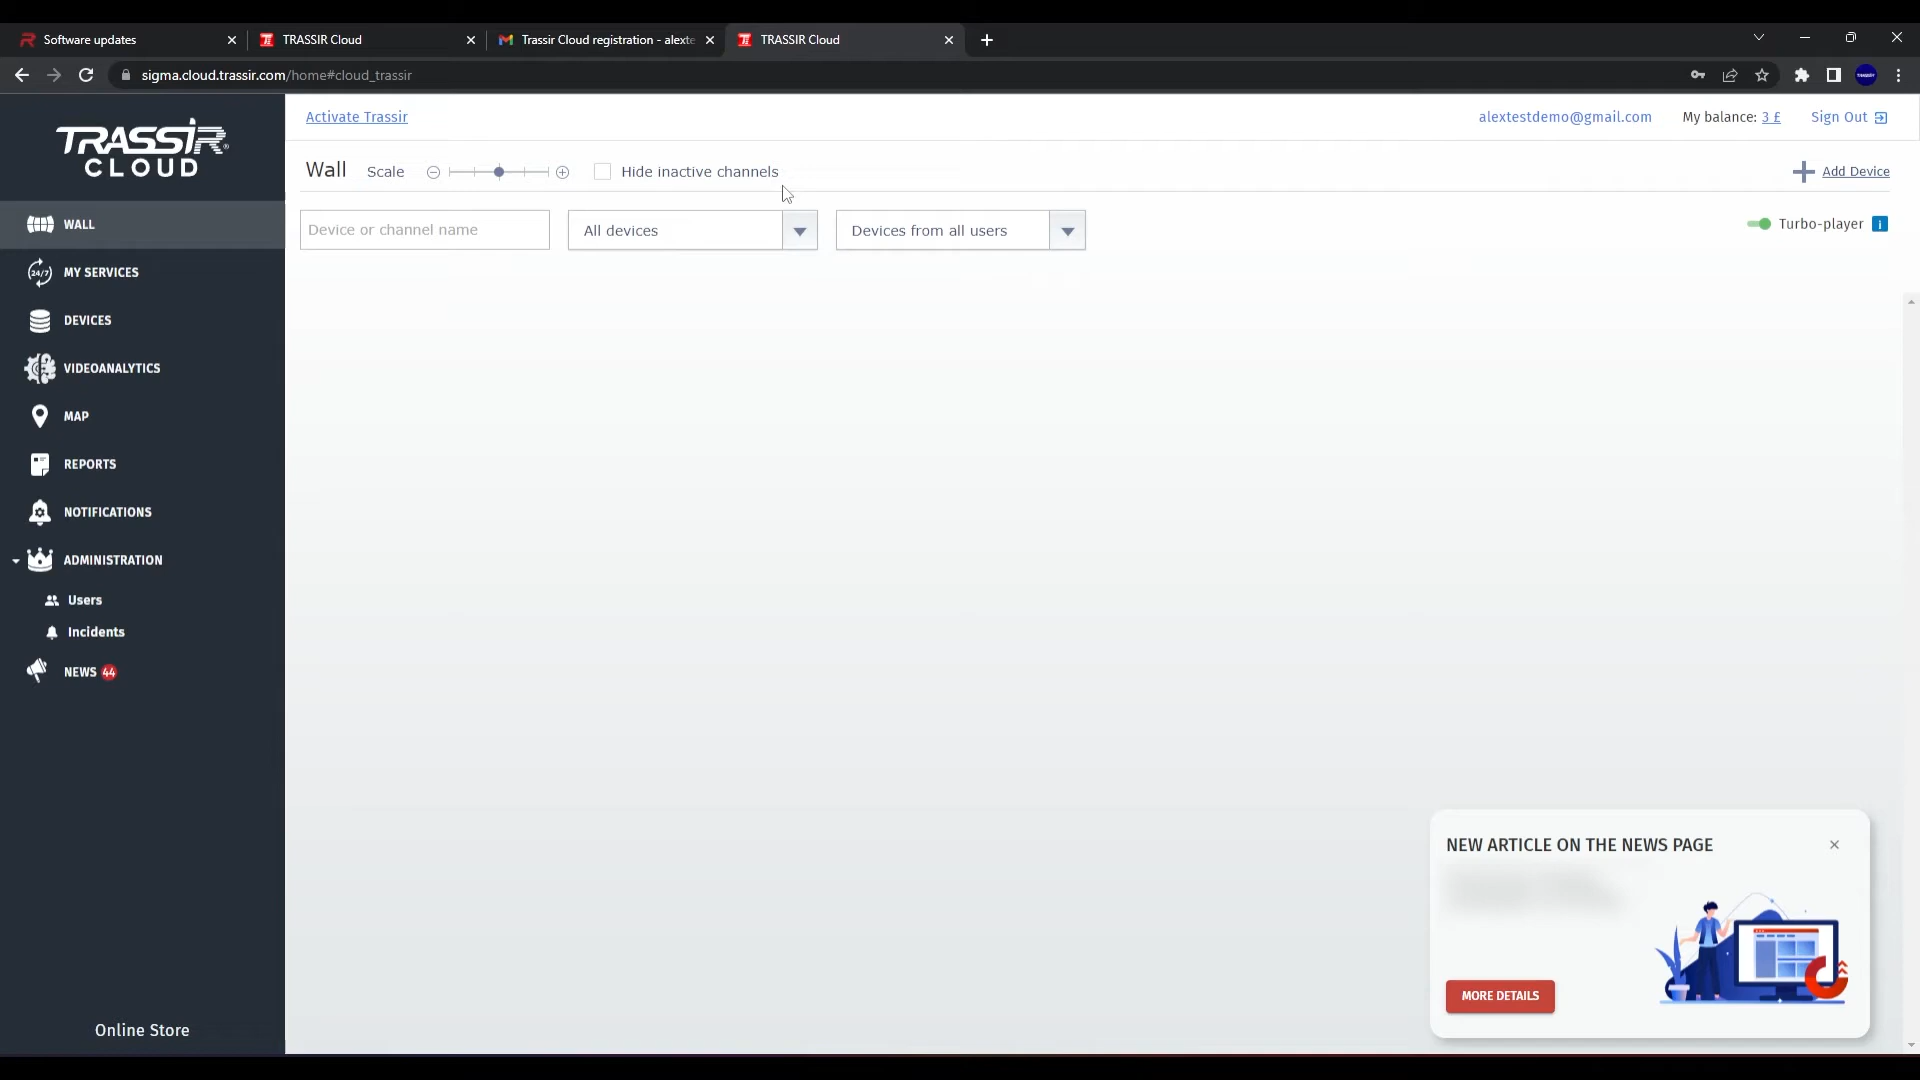 Software updates
TRASSIR Cloud
Trassir Cloud registration - alexte
TRASSIR Cloud
sigma.cloud.trassir.com/home#cloud_trassir
TRASSIR
CLOUD
Activate Trassir
alextestdemo@gmail.com
My balance: 3 £
Sign Out
Wall
Scale
Hide inactive channels
Add Device
Device or channel name
All devices
Devices from all users
Turbo-player
WALL
24/7
MY SERVICES
DEVICES
VIDEOANALYTICS
MAP
REPORTS
NOTIFICATIONS
ADMINISTRATION
Users
Incidents
NEWS 44
Online Store
NEW ARTICLE ON THE NEWS PAGE
MORE DETAILS